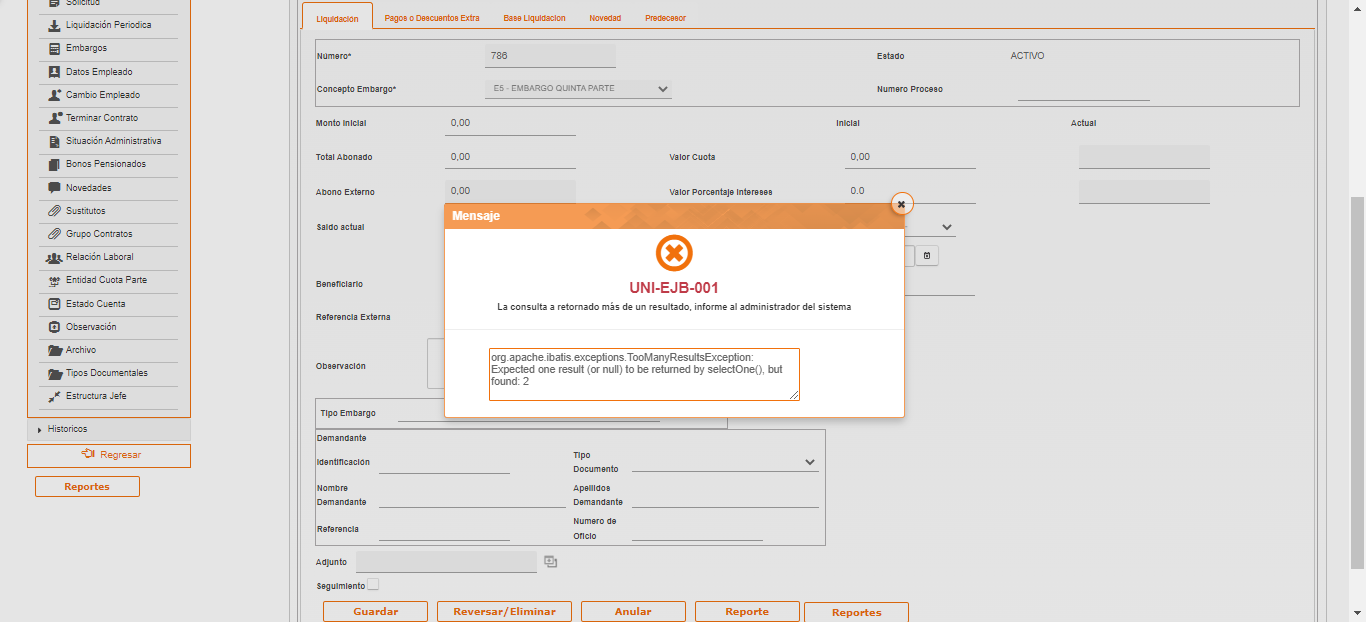 Solicitud
Liquidación Periodica
Embargos
Datos Empleado
Cambio Empleado
Terminar Contrato
Situación Administrativa
Bonos Pensionados
Novedades
Sustitutos
Grupo Contratos
Relación Laboral
Entidad Cuota Parte
Estado Cuenta
Observación
Archivo
Tipos Documentales
Estructura Jefe
Historicos
Regresar
Reportes
Liquidación Pagos o Descuentos Extra Base Liquidacion Novedad Predecesor
Número* 786 Estado ACTIVO
Concepto Embargo* E5 - EMBARGO QUINTA PARTE Numero Proceso
Monto Inicial 0,00 Inicial Actual
Total Abonado 0,00 Valor Cuota 0,00
Abono Externo 0,00 Valor Porcentaje Intereses 0.0
Saldo actual
Beneficiario
Referencia Externa
Observación
Mensaje
UNI-EJB-001
La consulta a retornado más de un resultado, informe al administrador del sistema
org.apache.ibatis.exceptions.TooManyResultsException:
Expected one result (or null) to be returned by selectOne(), but
found: 2
Tipo Embargo
Demandante
Identificación Tipo
Documento
Nombre Apellidos
Demandante Demandante
Referencia Numero de
Oficio
Adjunto
Seguimiento
Guardar Reversar/Eliminar Anular Reporte Reportes